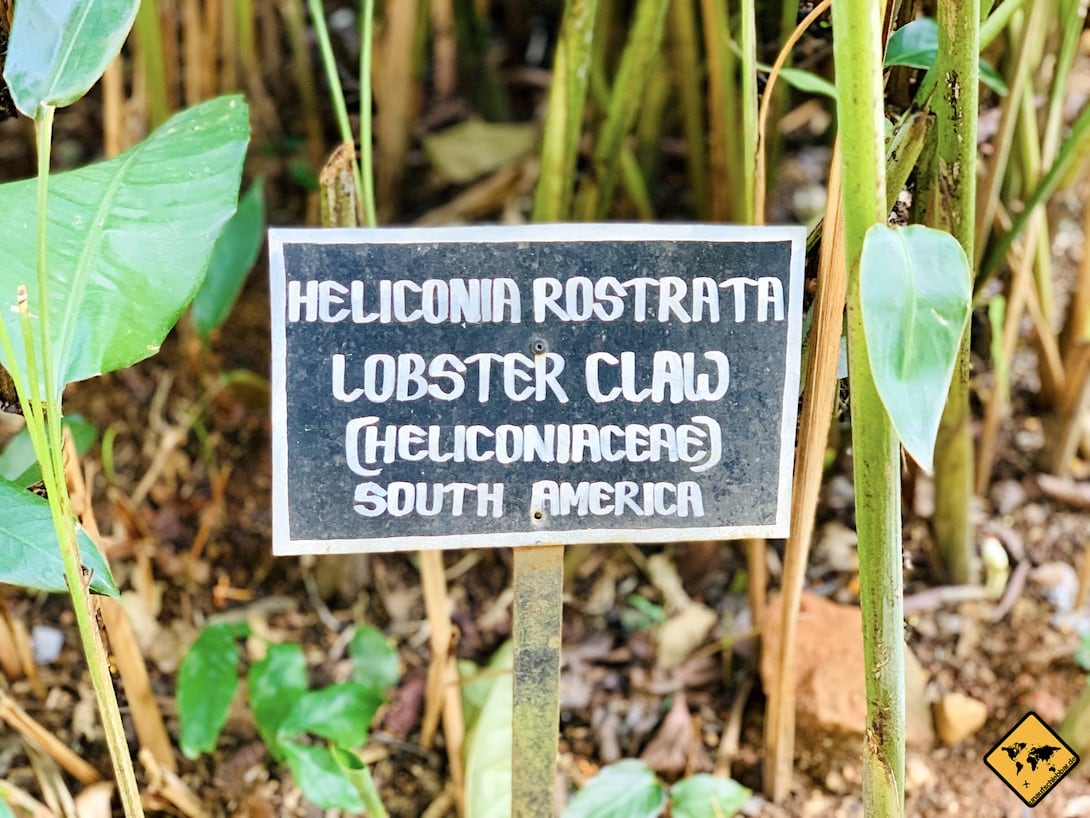 HELICONIA ROSTRATA
LOBSTER CLAW
(HELICONIACEAE)
SOUTH AMERICA